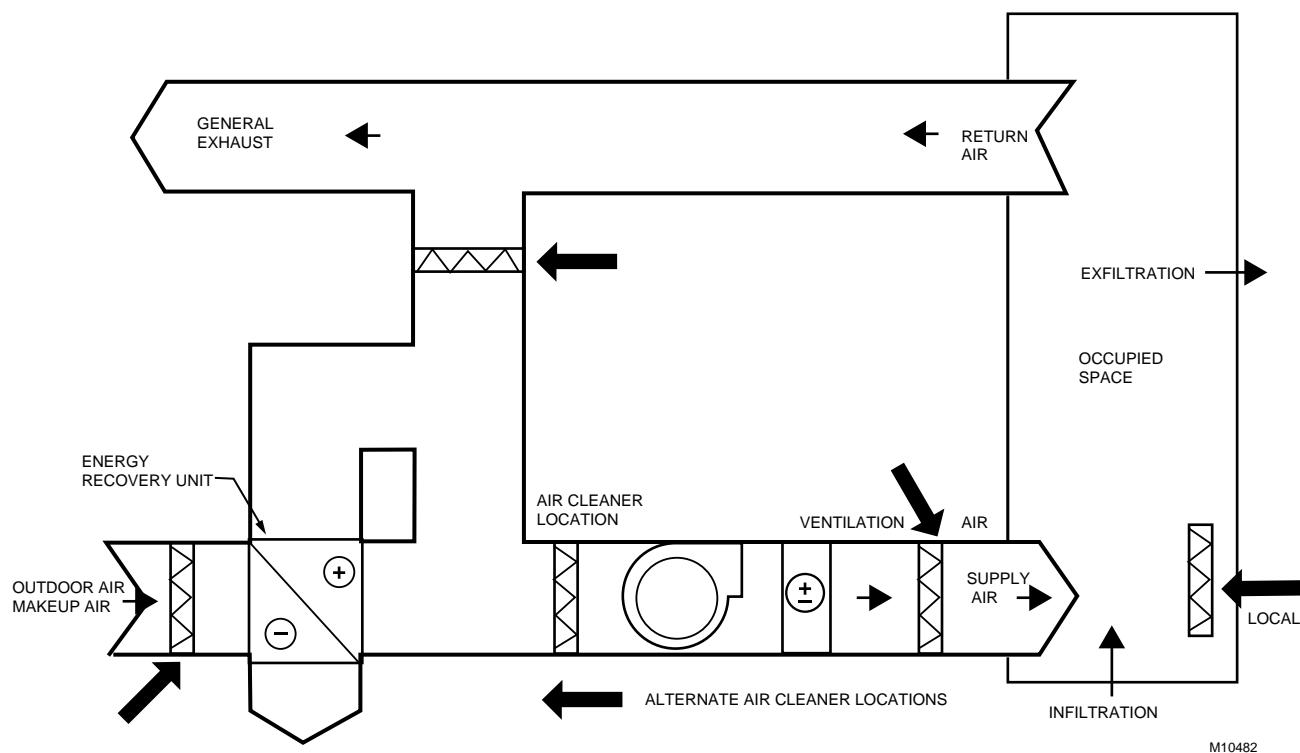 GENERAL
EXHAUST
RETURN
AIR
EXFILTRATION
OCCUPIED
SPACE
ENERGY
RECOVERY UNIT
AIR CLEANER
LOCATION
VENTILATION AIR
OUTDOOR AIR
MAKEUP AIR
+
−
+
−
SUPPLY
AIR
LOCAL
ALTERNATE AIR CLEANER LOCATIONS
INFILTRATION
M10482